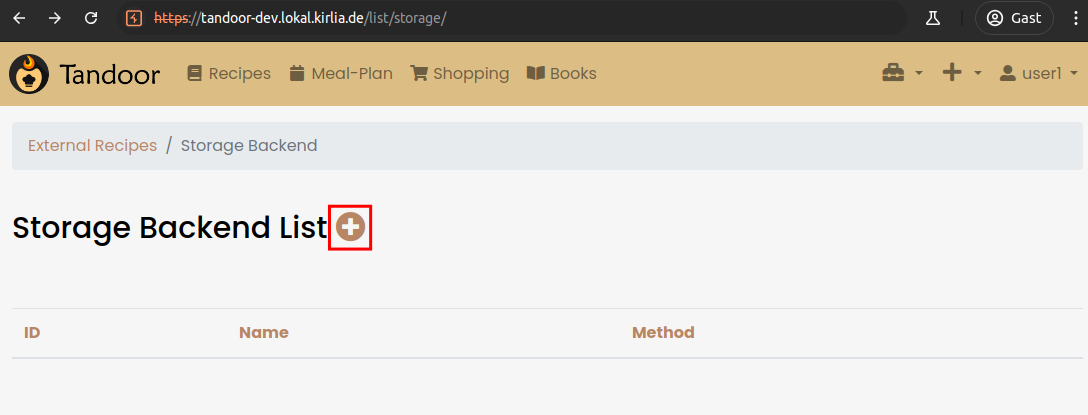 https://tandoor-dev.lokal.kirlia.de/list/storage/ Gast
Tandoor Recipes Meal-Plan Shopping Books user1
External Recipes / Storage Backend
Storage Backend List
ID Name Method